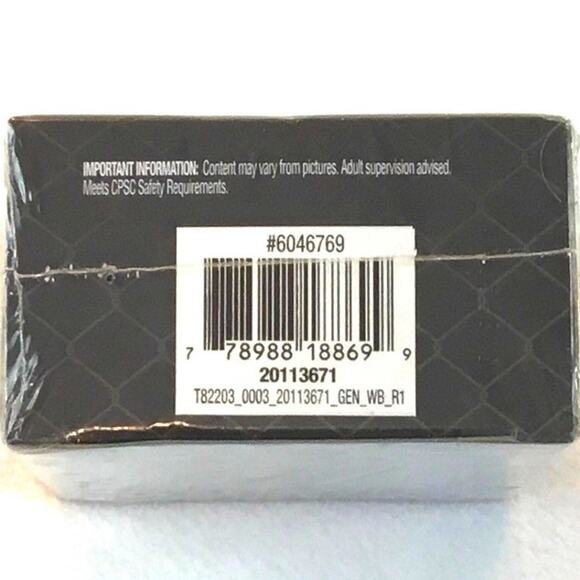 IMPORTANT INFORMATION: Content may vary from pictures. Adult supervision advised.
Meets CPSC Safety Requirements.
#6046769
7 78988 18869 9
20113671
T82203_0003_20113671_GEN_WB_R1